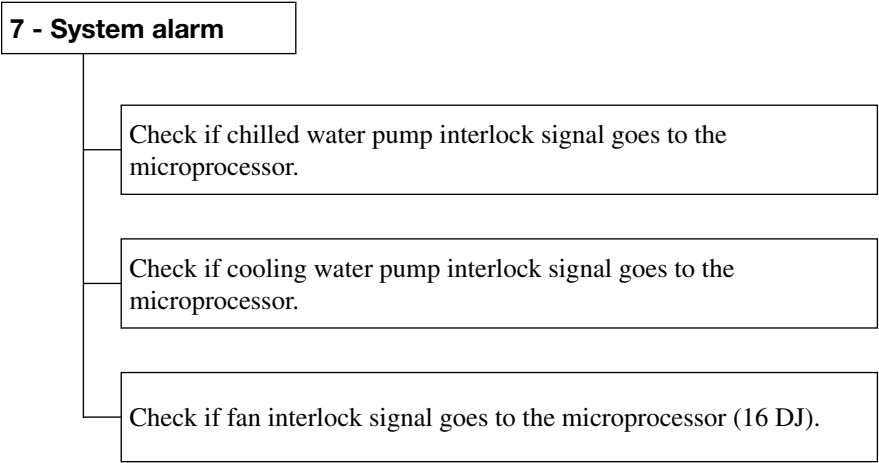 7 - System alarm
Check if chilled water pump interlock signal goes to the
microprocessor.
Check if cooling water pump interlock signal goes to the
microprocessor.
Check if fan interlock signal goes to the microprocessor (16 DJ).